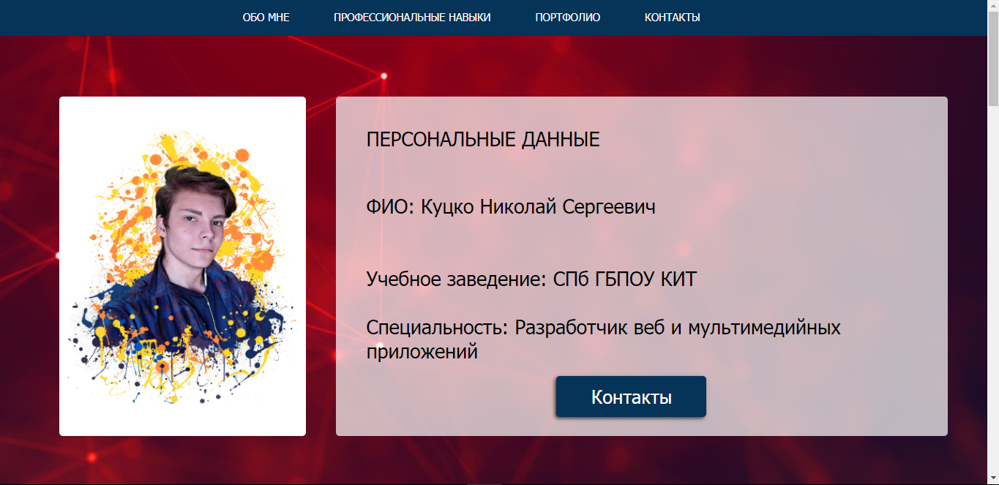 ОБО МНЕ ПРОФЕССИОНАЛЬНЫЕ НАВЫКИ ПОРТФОЛИО КОНТАКТЫ
ПЕРСОНАЛЬНЫЕ ДАННЫЕ
ФИО: Куцко Николай Сергеевич
Учебное заведение: СПб ГБПОУ КИТ
Специальность: Разработчик веб и мультимедийных
приложений
Контакты